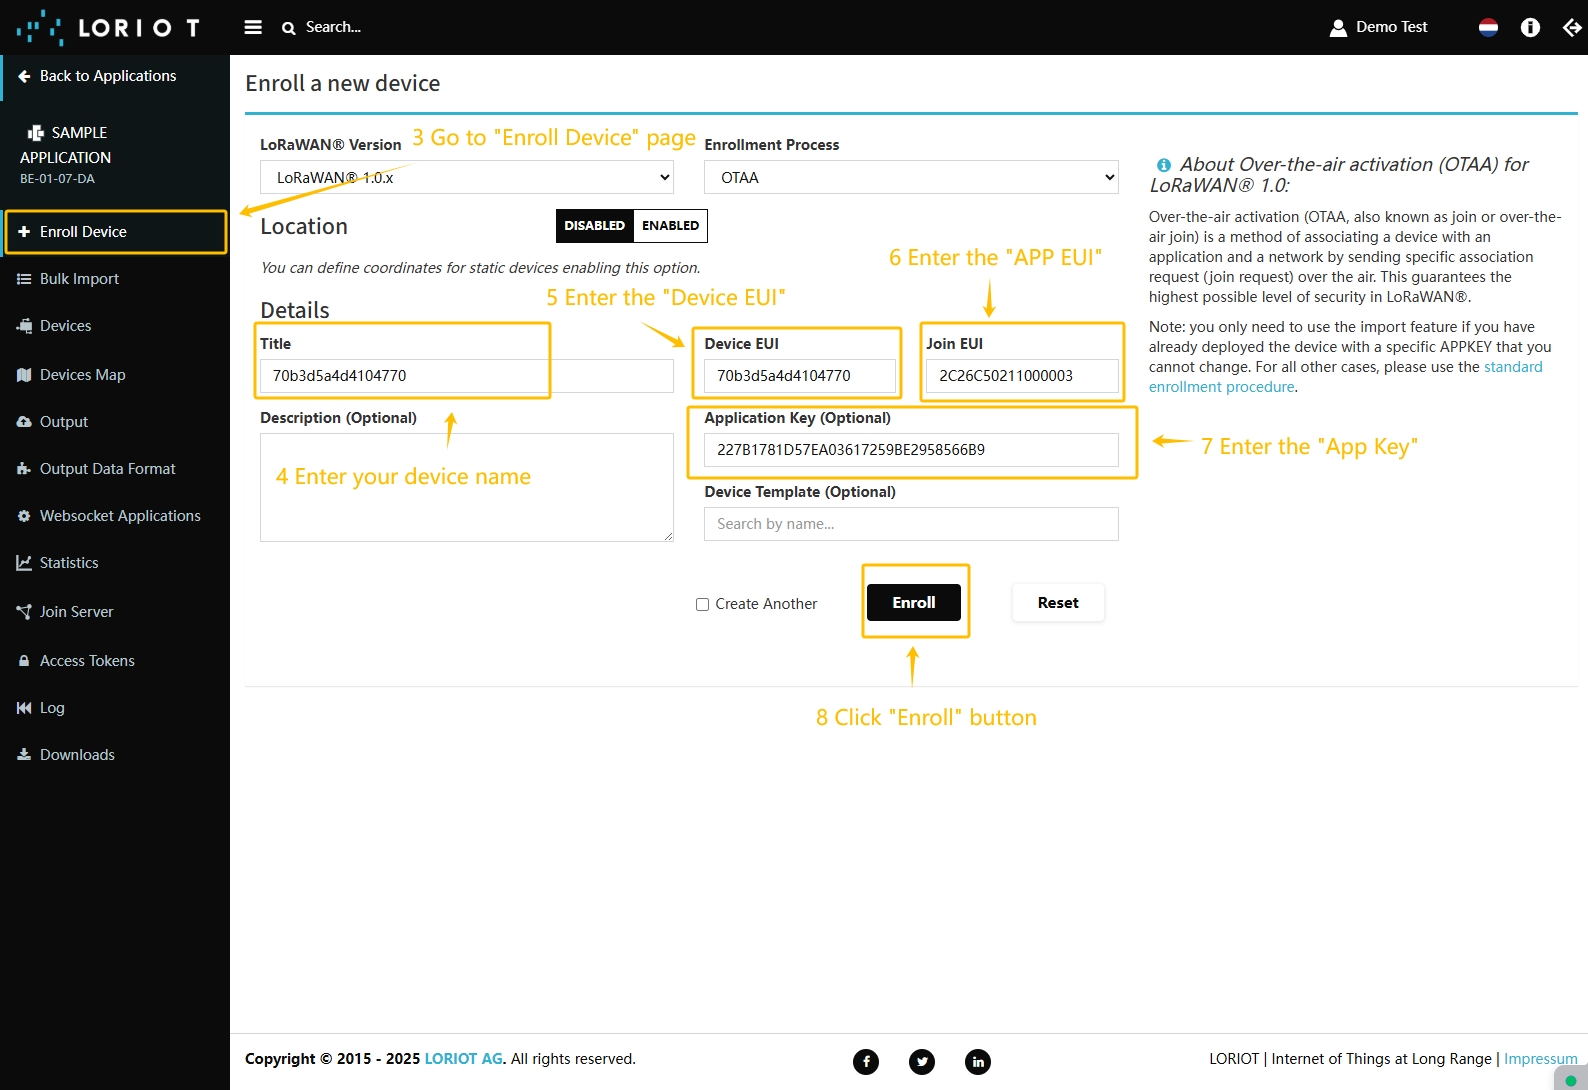 LORIOT
Search...
Demo Test
Back to Applications
SAMPLE
APPLICATION
BE-01-07-DA
Enroll Device
Bulk Import
Devices
Devices Map
Output
Output Data Format
Websocket Applications
Statistics
Join Server
Access Tokens
Log
Downloads
Enroll a new device
3 Go to "Enroll Device" page
LoRaWAN® Version
LoRaWAN® 1.0.x
Enrollment Process
OTAA
Location
DISABLED ENABLED
You can define coordinates for static devices enabling this option.
6 Enter the "APP EUI"
5 Enter the "Device EUI"
Details
Title
70b3d5a4d4104770
Device EUI
70b3d5a4d4104770
Join EUI
2C26C50211000003
Description (Optional)
4 Enter your device name
Application Key (Optional)
227B1781D57EA03617259BE2958566B9
7 Enter the "App Key"
Device Template (Optional)
Search by name...
Create Another
Enroll
Reset
8 Click "Enroll" button
About Over-the-air activation (OTAA) for
LoRaWAN® 1.0:
Over-the-air activation (OTAA, also known as join or over-the-
air join) is a method of associating a device with an
application and a network by sending specific association
request (join request) over the air. This guarantees the
highest possible level of security in LoRaWAN®.
Note: you only need to use the import feature if you have
already deployed the device with a specific APPKEY that you
cannot change. For all other cases, please use the standard
enrollment procedure.
Copyright © 2015 - 2025 LORIOT AG. All rights reserved.
LORIOT | Internet of Things at Long Range | Impressum